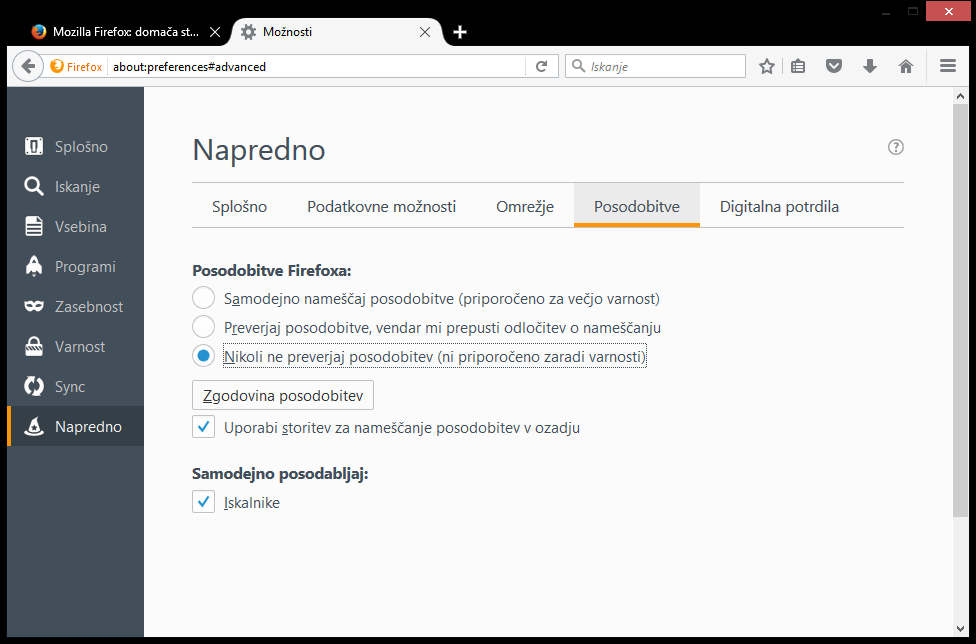 Mozilla Firefox: domača st...
Možnosti
Firefox
about:preferences#advanced
Iskanje
Splošno
Iskanje
Vsebina
Programi
Zasebnost
Varnost
Sync
Napredno
Napredno
Splošno
Podatkovne možnosti
Omrežje
Posodobitve
Digitalna potrdila
Posodobitve Firefoxa:
Samodejno nameščaj posodobitve (priporočeno za večjo varnost)
Preverjaj posodobitve, vendar mi prepusti odločitev o nameščanju
Nikoli ne preverjaj posodobitev (ni priporočeno zaradi varnosti)
Zgodovina posodobitev
Uporabi storitev za nameščanje posodobitev v ozadju
Samodejno posodabljaj:
Iskalnike